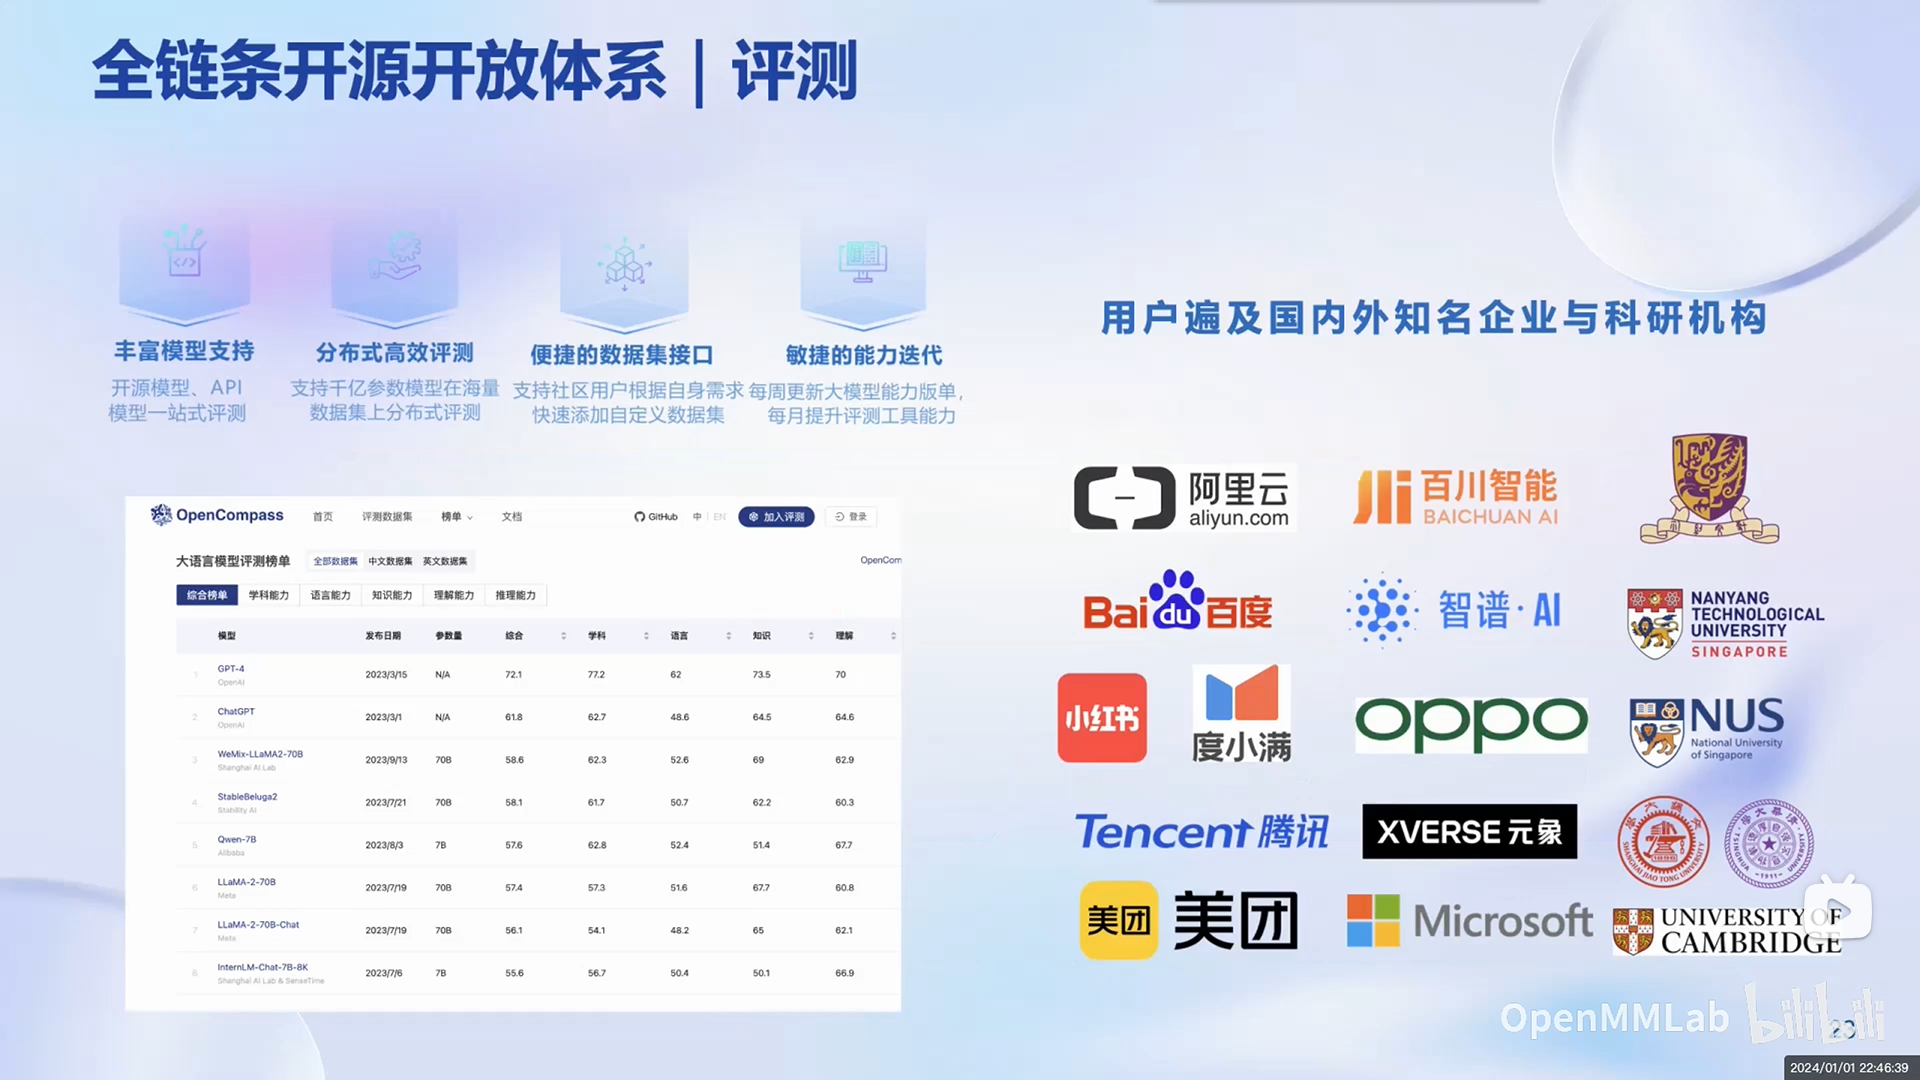 全链条开源开放体系 | 评测
丰富模型支持
开源模型、API
模型一站式评测
分布式高效评测
支持千亿参数模型在海量
数据集上分布式评测
便捷的数据集接口
支持社区用户根据自身需求
快速添加自定义数据集
敏捷的能力迭代
每周更新大模型能力版单,
每月提升评测工具能力
OpenCompass 首页 评测数据集 榜单 文档 GitHub 中 | EN 加入评测 登录
大语言模型评测榜单 全部数据集 中文数据集 英文数据集 OpenCom
综合榜单 学科能力 语言能力 知识能力 理解能力 推理能力
模型 发布日期 参数量 综合 学科 语言 知识 理解
1 GPT-4 2023/3/15 N/A 72.1 77.2 62 73.5 70
OpenAI
2 ChatGPT 2023/3/1 N/A 61.8 62.7 48.6 64.5 64.6
OpenAI
3 WeMix-LLaMA2-70B 2023/9/13 70B 58.6 62.3 52.6 69 62.9
Shanghai AI Lab
4 StableBeluga2 2023/7/21 70B 58.1 61.7 50.7 62.2 60.3
Stability AI
5 Qwen-7B 2023/8/3 7B 57.6 62.8 52.4 51.4 67.7
Alibaba
6 LLaMA-2-70B 2023/7/19 70B 57.4 57.3 51.6 67.7 60.8
Meta
7 LLaMA-2-70B-Chat 2023/7/19 70B 56.1 54.1 48.2 65 62.1
Meta
8 InternLM-Chat-7B-8K 2023/7/6 7B 55.6 56.7 50.4 50.1 66.9
Shanghai AI Lab & SenseTime
用户遍及国内外知名企业与科研机构
阿里云
aliyun.com
百川智能
BAICHUAN AI
Bai du 百度
智谱·AI
NANYANG
TECHNOLOGICAL
UNIVERSITY
SINGAPORE
小红书
度小满
oppo
NUS
National University
of Singapore
Tencent 腾讯
XVERSE 元象
SHANGHAI JIAO TONG UNIVERSITY
1896
TSINGHUA UNIVERSITY
-1911-
美团 美团
Microsoft
UNIVERSITY OF
CAMBRIDGE
OpenMMLab bilibili
23
2024/01/01 22:46:39